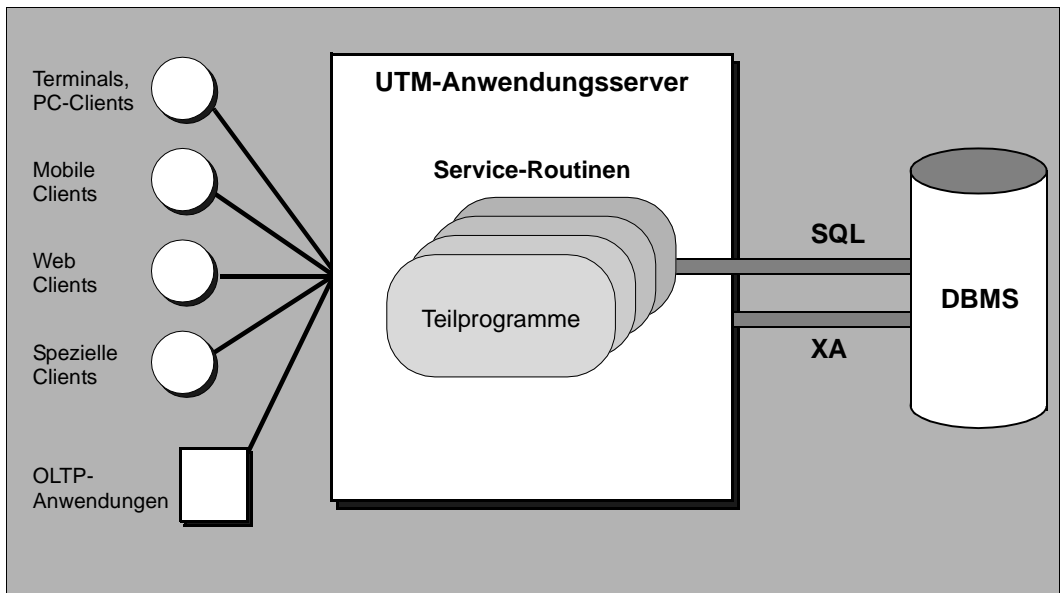 Terminals,
PC-Clients
Mobile
Clients
Web
Clients
Spezielle
Clients
OLTP-
Anwendungen
UTM-Anwendungsserver
Service-Routinen
Teilprogramme
SQL
XA
DBMS